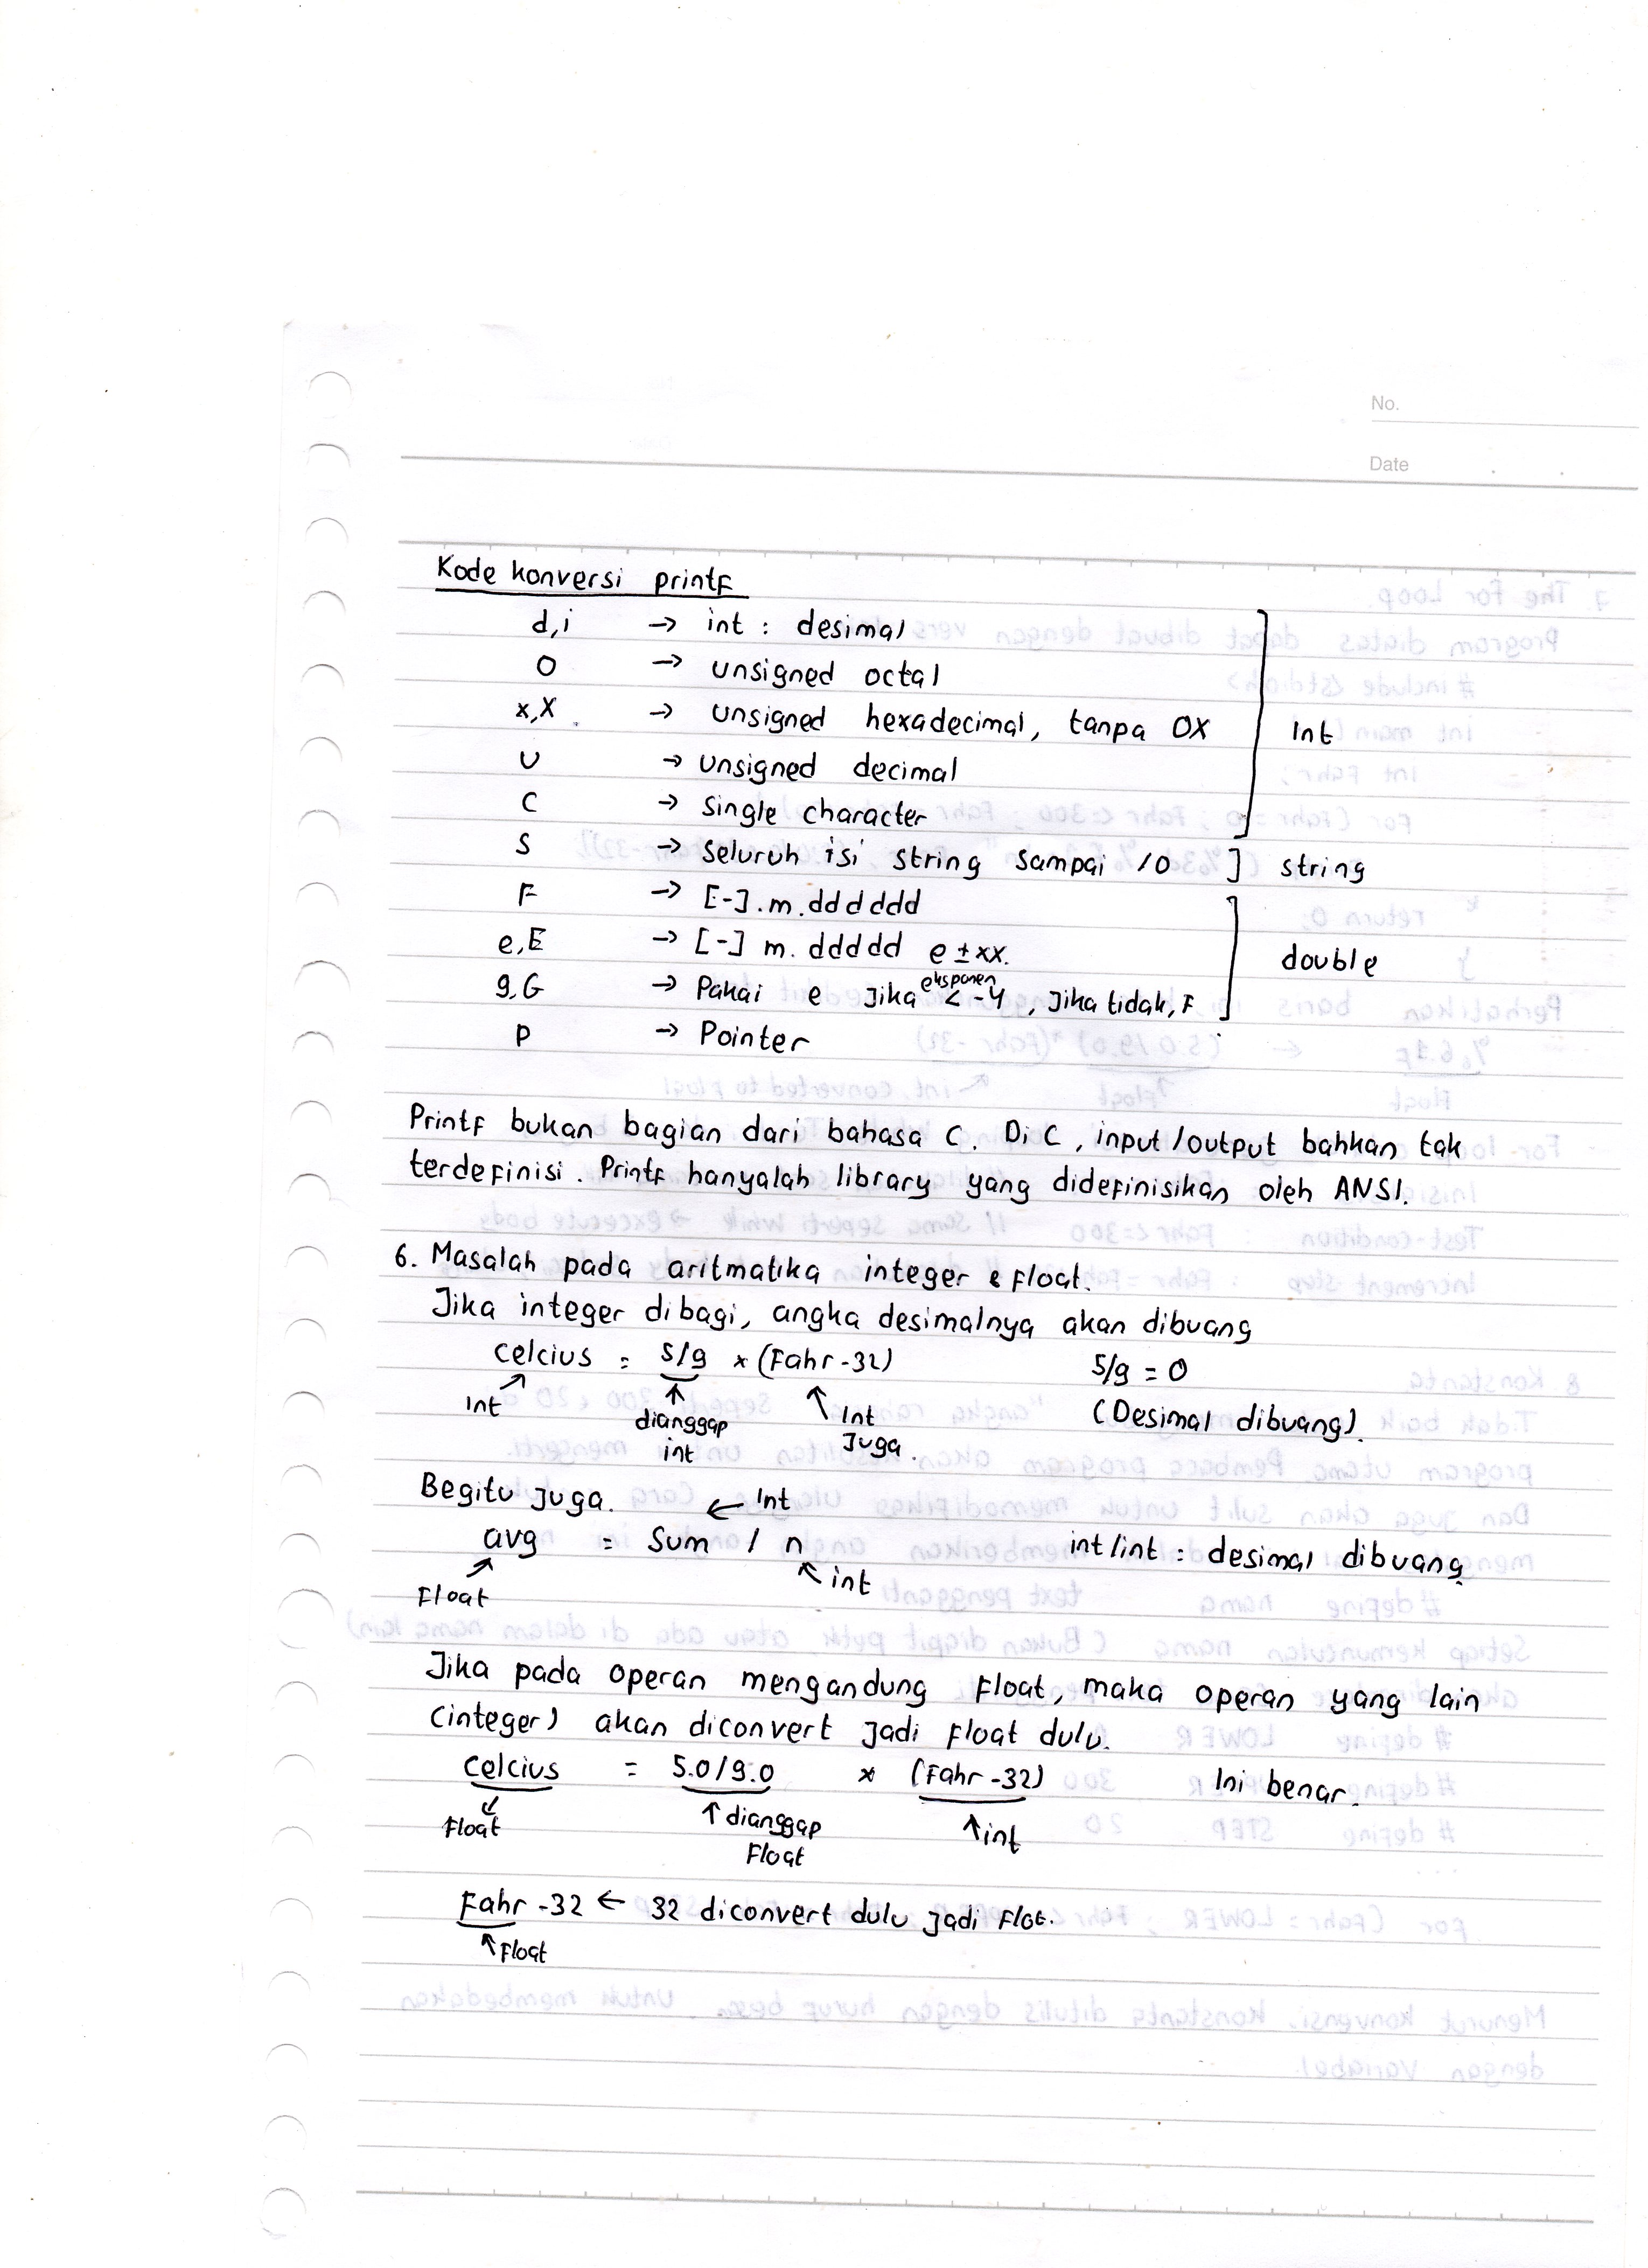 No.
Date
Kode konversi printf
d,i → int : desimal
O → unsigned octal
x,X → unsigned hexadecimal, tanpa OX
Int
U → unsigned decimal
C → single character
S → seluruh isi string sampai /0 ] string
F → [-].m.dddddd
e,E → [-] m. ddddd e ±xx.
double
g,G → Pakai e Jika eksponen < -4, Jika tidak, F
P → Pointer
Printf bukan bagian dari bahasa C. Di C, input/output bahkan tak
terdefinisi. Printf hanyalah library yang didefinisikan oleh ANSI.
6. Masalah pada aritmatika integer & float.
Jika integer dibagi, angka desimalnya akan dibuang
celcius = 5/9 x (Fahr-32) 5/9 = 0
Int dianggap int Int Juga. (Desimal dibuang).
Begitu Juga. ← Int
avg = Sum / n int/int = desimal dibuang
Float int
Jika pada operan mengandung Float, maka operan yang lain
(integer) akan diconvert jadi float dulu.
celcius = 5.0/9.0 * (Fahr-32) Ini benar.
Float ↑ dianggap Float ↑int
Fahr -32 ← 32 diconvert dulu jadi Flot.
↑Float